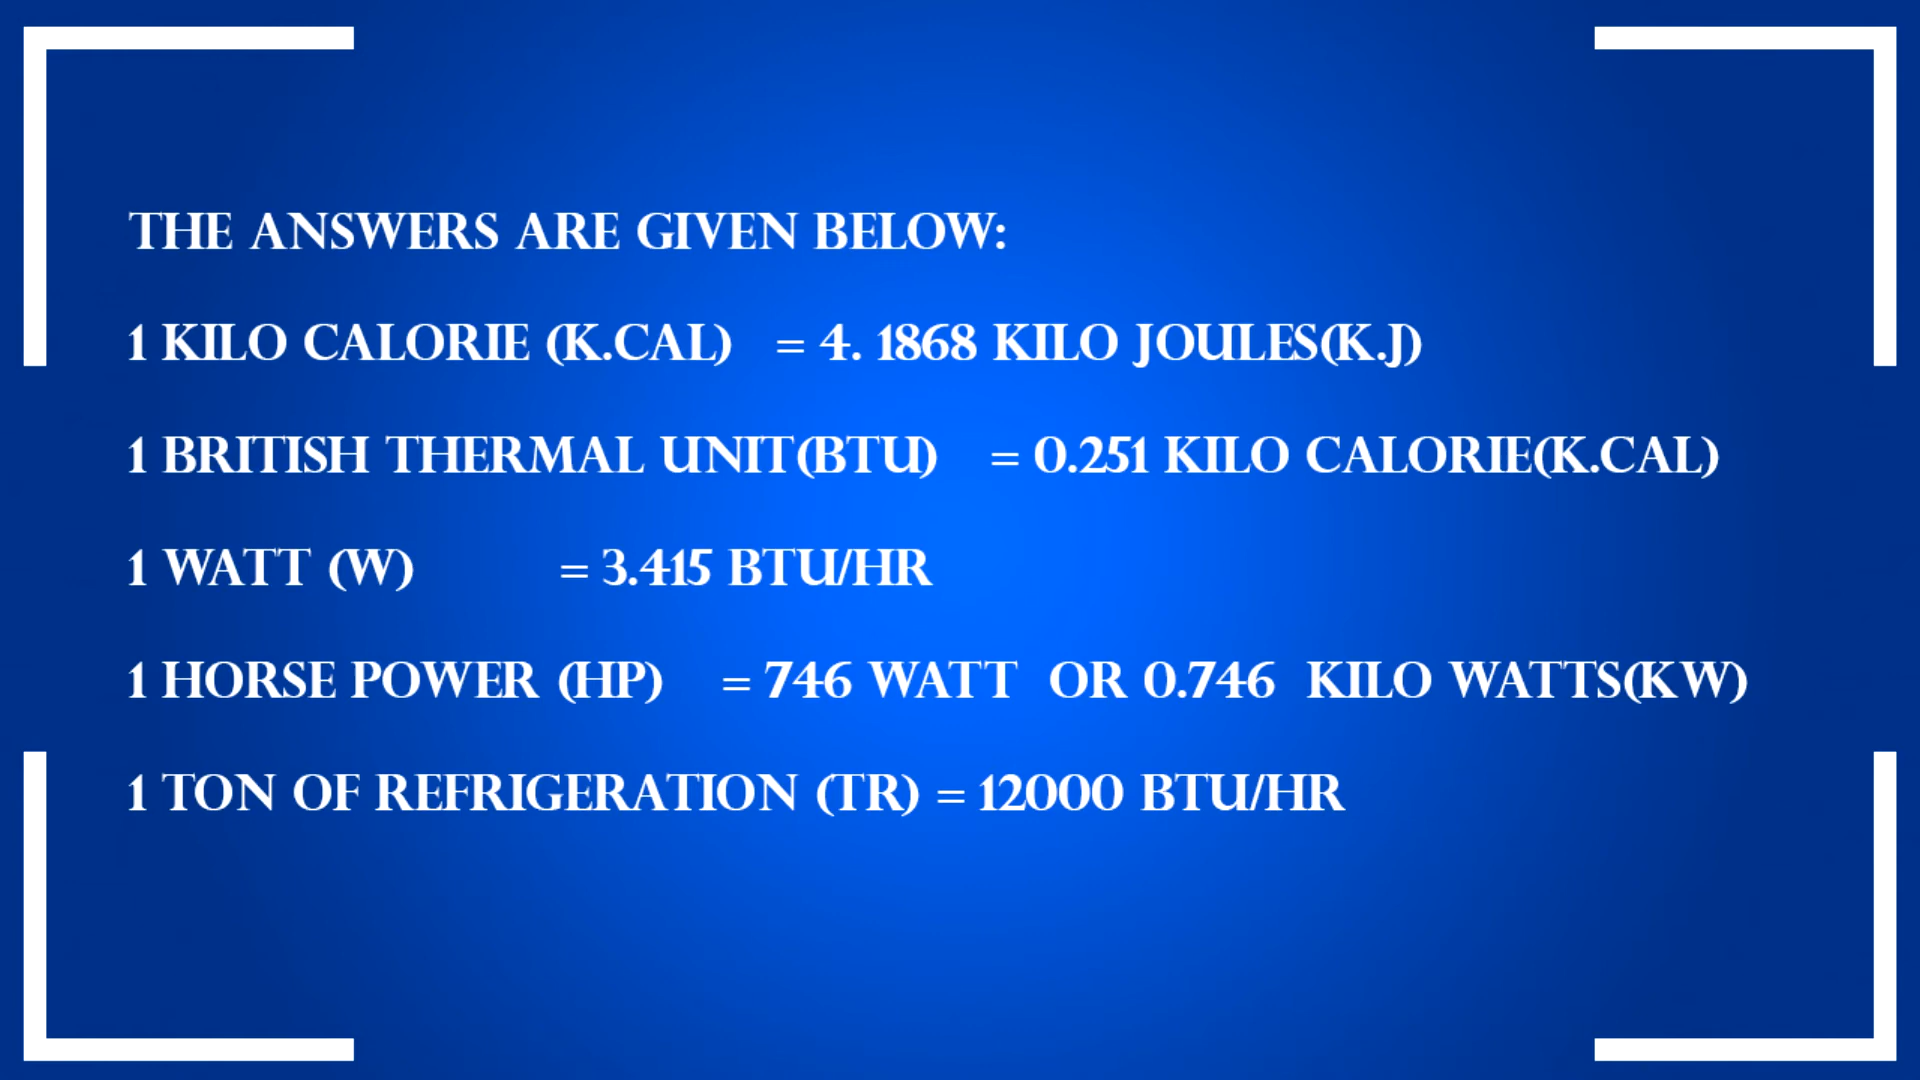 THE ANSWERS ARE GIVEN BELOW:
1 KILO CALORIE (K.CAL) = 4. 1868 KILO JOULES(K.J)
1 BRITISH THERMAL UNIT(BTU) = 0.251 KILO CALORIE(K.CAL)
1 WATT (W) = 3.415 BTU/HR
1 HORSE POWER (HP) = 746 WATT OR 0.746 KILO WATTS(KW)
1 TON OF REFRIGERATION (TR) = 12000 BTU/HR